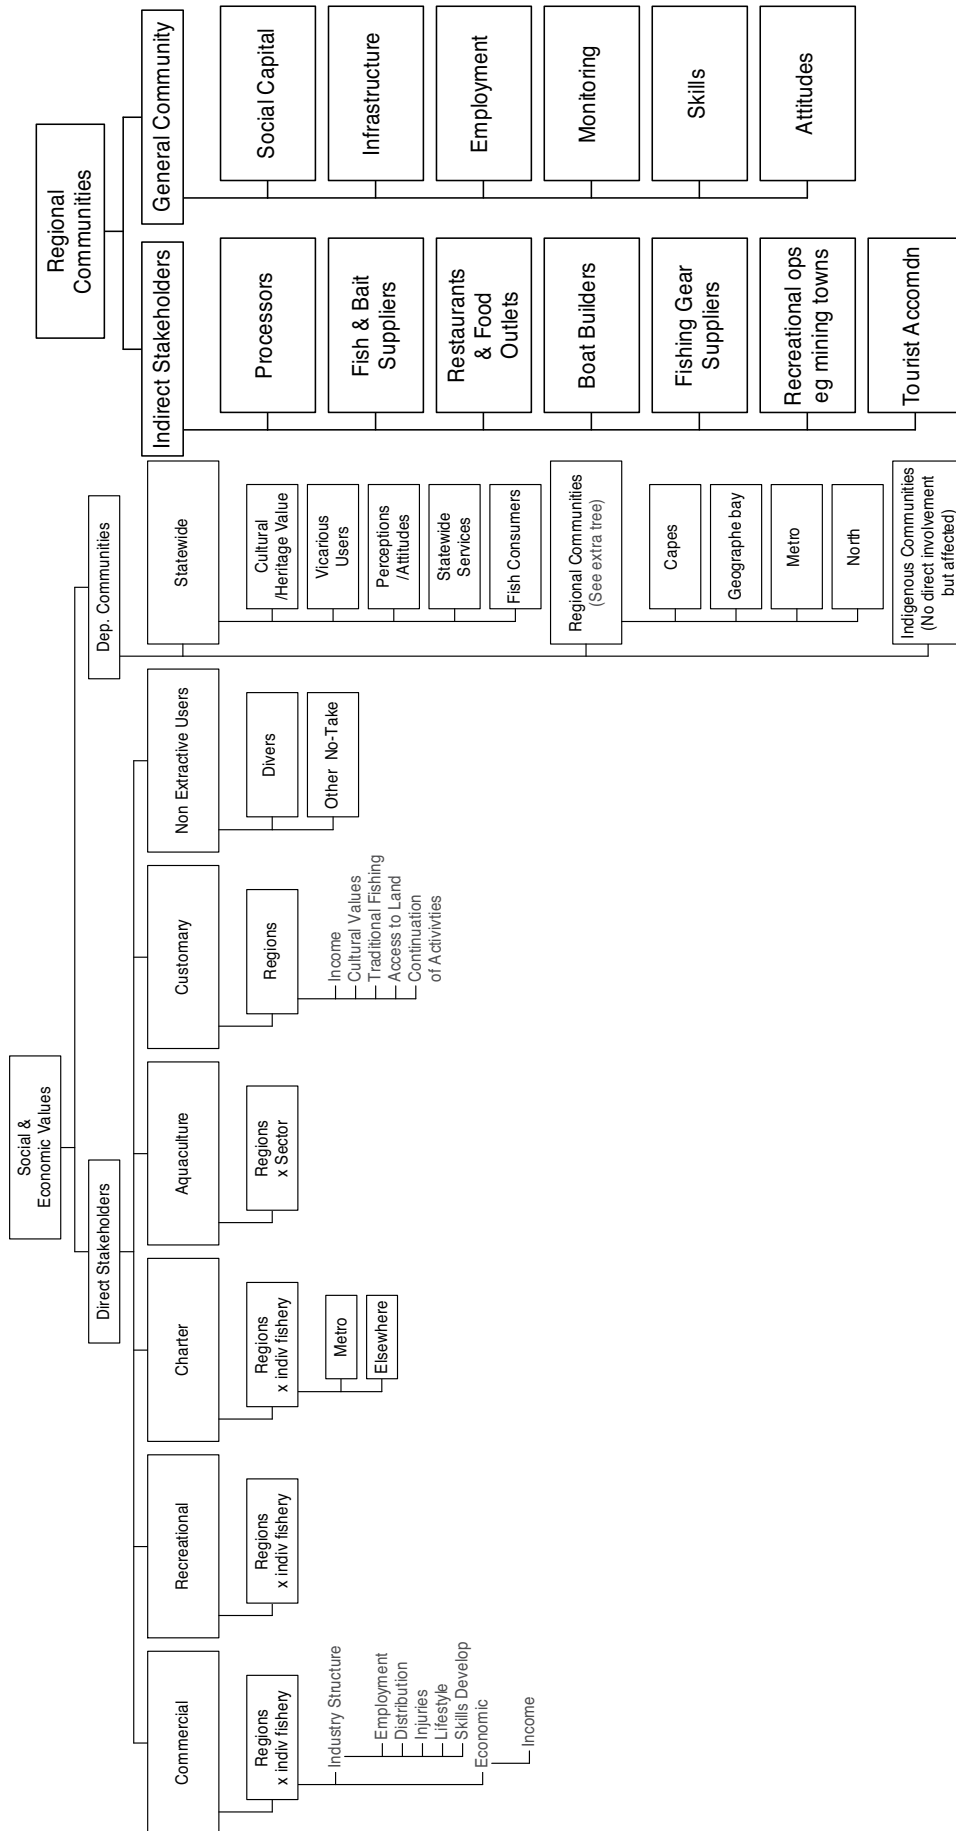 Social &
Economic Values
Direct Stakeholders
Commercial
Regions
x indiv fishery
Industry Structure
Employment
Distribution
Injuries
Lifestyle
Skills Develop
Economic
Income
Recreational
Regions
x indiv fishery
Charter
Regions
x indiv fishery
Metro
Elsewhere
Aquaculture
Regions
x Sector
Customary
Regions
Income
Cultural Values
Traditional Fishing
Access to Land
Continuation
of Activivties
Non Extractive Users
Divers
Other No-Take
Dep. Communities
Statewide
Cultural
/Heritage Value
Vicarious
Users
Perceptions
/Attitudes
Statewide
Services
Fish Consumers
Regional Communities
(See extra tree)
Capes
Geographe bay
Metro
North
Indigenous Communities
(No direct involvement
but affected)
Regional
Communities
Indirect Stakeholders
Processors
Fish & Bait
Suppliers
Restaurants
& Food
Outlets
Boat Builders
Fishing Gear
Suppliers
Recreational ops
eg mining towns
Tourist Accomdn
General Community
Social Capital
Infrastructure
Employment
Monitoring
Skills
Attitudes